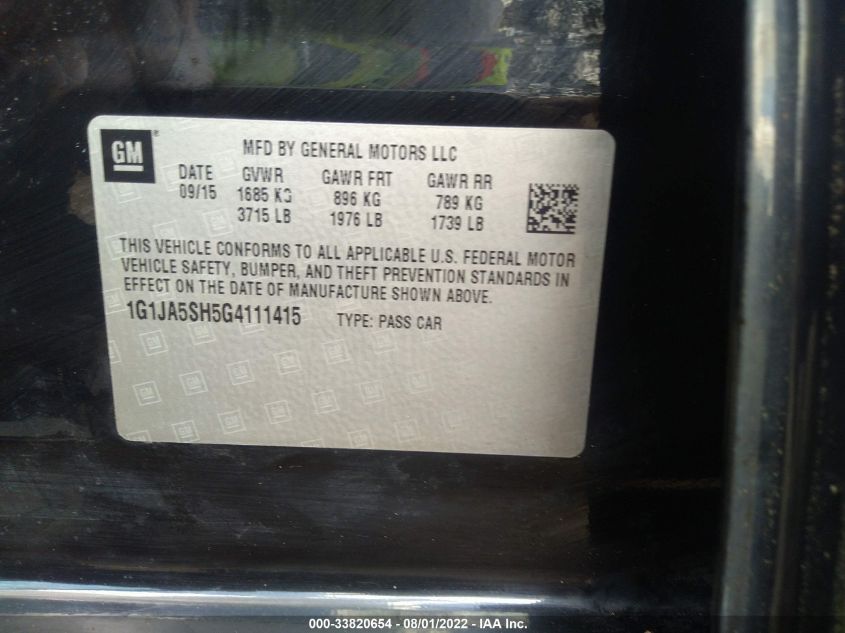 GM®
MFD BY GENERAL MOTORS LLC
DATE GVWR GAWR FRT GAWR RR
09/15 1685 KG 896 KG 789 KG
3715 LB 1976 LB 1739 LB
THIS VEHICLE CONFORMS TO ALL APPLICABLE U.S. FEDERAL MOTOR
VEHICLE SAFETY, BUMPER, AND THEFT PREVENTION STANDARDS IN
EFFECT ON THE DATE OF MANUFACTURE SHOWN ABOVE.
1G1JA5SH5G4111415 TYPE: PASS CAR
000-33820654 - 08/01/2022 - IAA Inc.